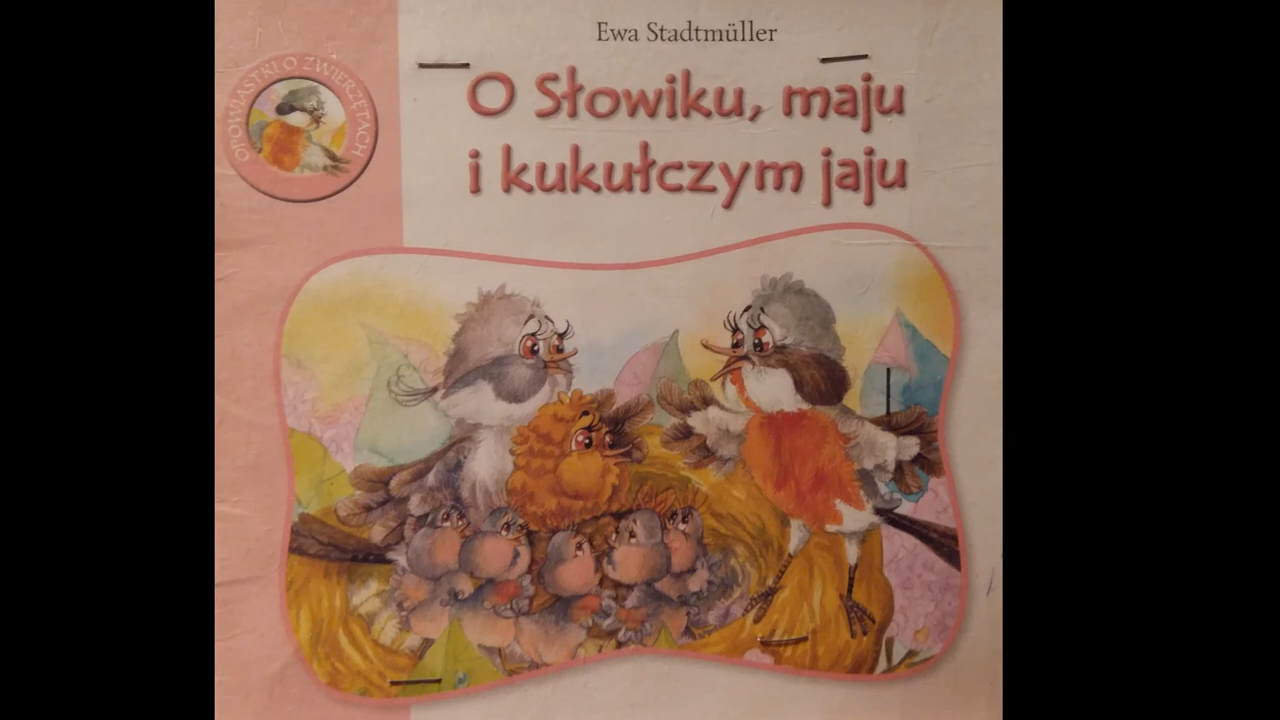 Ewa Stadtmüller
OPOWIASTKI O ZWIERZĘTACH
O Słowiku, maju
i kukułczym jaju